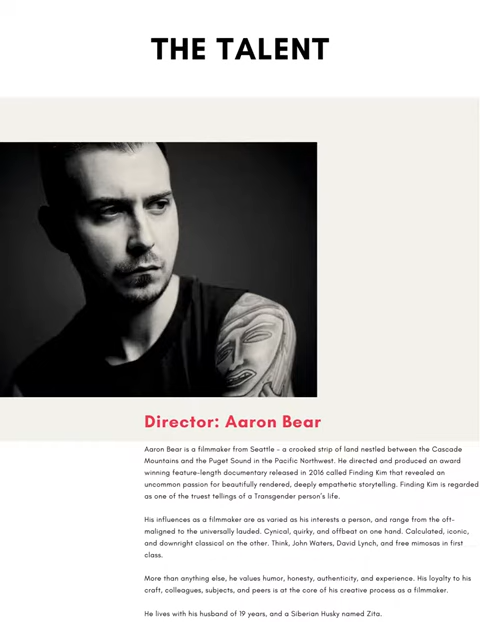 THE TALENT
Director: Aaron Bear
Aaron Bear is a filmmaker from Seattle - a crooked strip of land nestled between the Cascade
Mountains and the Puget Sound in the Pacific Northwest. He directed and produced an award
winning feature-length documentary released in 2016 called Finding Kim that revealed an
uncommon passion for beautifully rendered, deeply empathetic storytelling. Finding Kim is regarded
as one of the truest tellings of a Transgender person's life.
His influences as a filmmaker are as varied as his interests a person, and range from the oft-
maligned to the universally lauded. Cynical, quirky, and offbeat on one hand. Calculated, iconic,
and downright classical on the other. Think, John Waters, David Lynch, and free mimosas in first
class.
More than anything else, he values humor, honesty, authenticity, and experience. His loyalty to his
craft, colleagues, subjects, and peers is at the core of his creative process as a filmmaker.
He lives with his husband of 19 years, and a Siberian Husky named Zita.